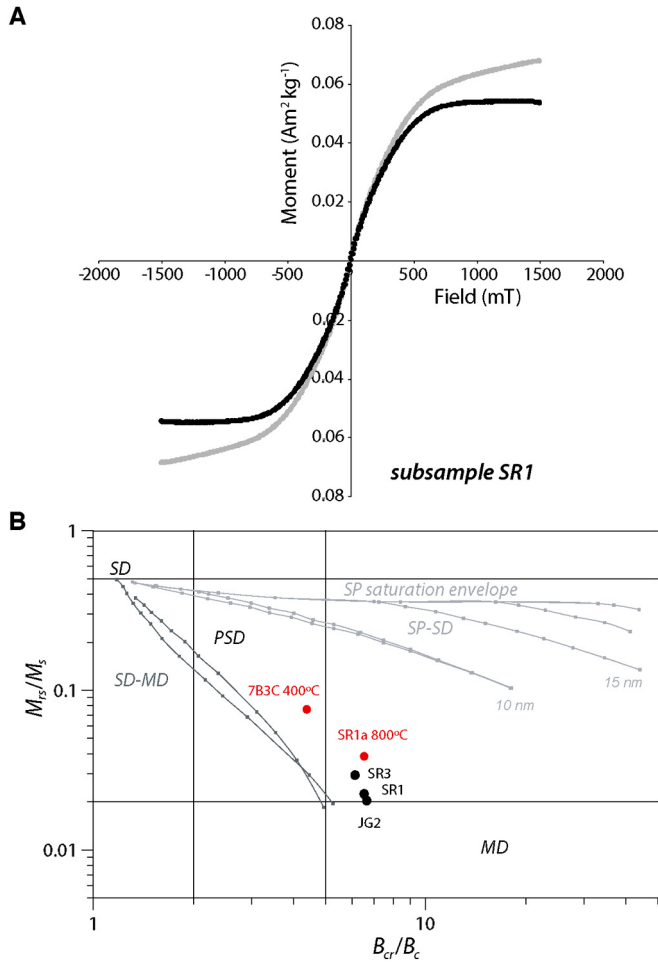 A
0.08
0.06
0.04
0.02
Moment (Am² kg⁻¹)
-2000 -1500 -1000 -500 500 1000 1500 2000
Field (mT)
0.02
0.04
0.06
0.08
subsample SR1
B
1
SD
SP saturation envelope
PSD
SP-SD
SD-MD
7B3C 400ºC
15 nm
10 nm
0.1
SR1a 800ºC
SR3
SR1
JG2
MD
0.01
Mrs/Ms
1 10
Bcr/Bc